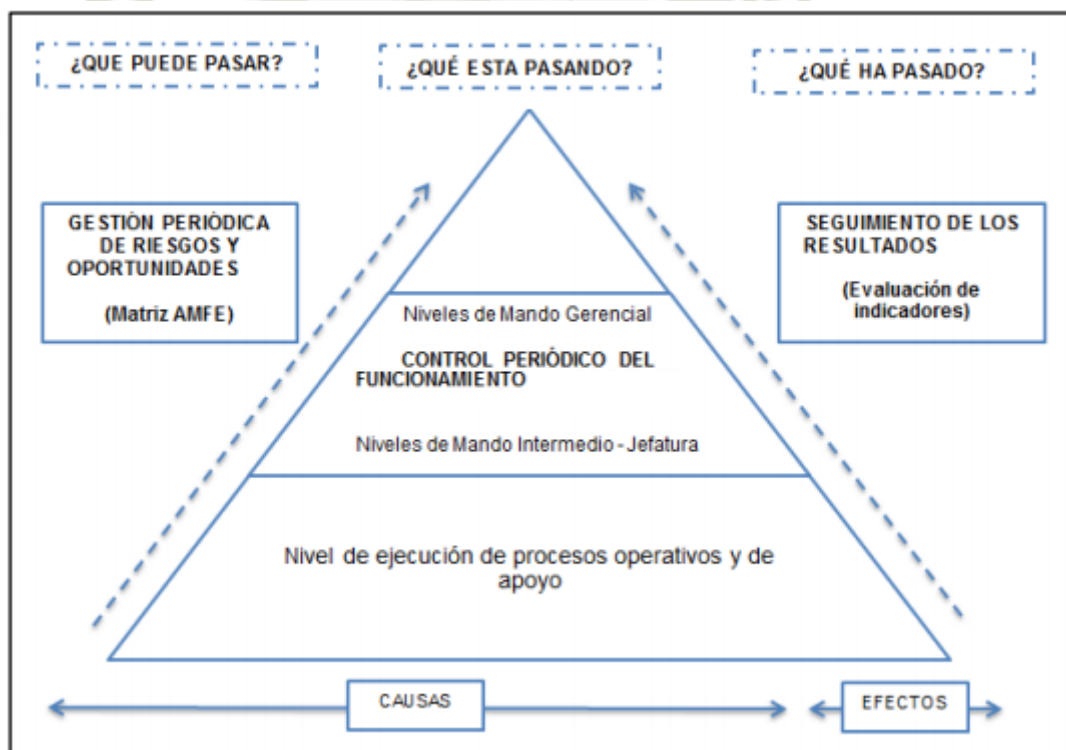 ¿QUE PUEDE PASAR?
¿QUÉ ESTA PASANDO?
¿QUÉ HA PASADO?
GESTIÓN PERIÓDICA
DE RIESGOS Y
OPORTUNIDADES
(Matriz AMFE)
SEGUIMIENTO DE LOS
RESULTADOS
(Evaluación de
indicadores)
Niveles de Mando Gerencial
CONTROL PERIÓDICO DEL
FUNCIONAMIENTO
Niveles de Mando Intermedio - Jefatura
Nivel de ejecución de procesos operativos y de
apoyo
CAUSAS
EFECTOS